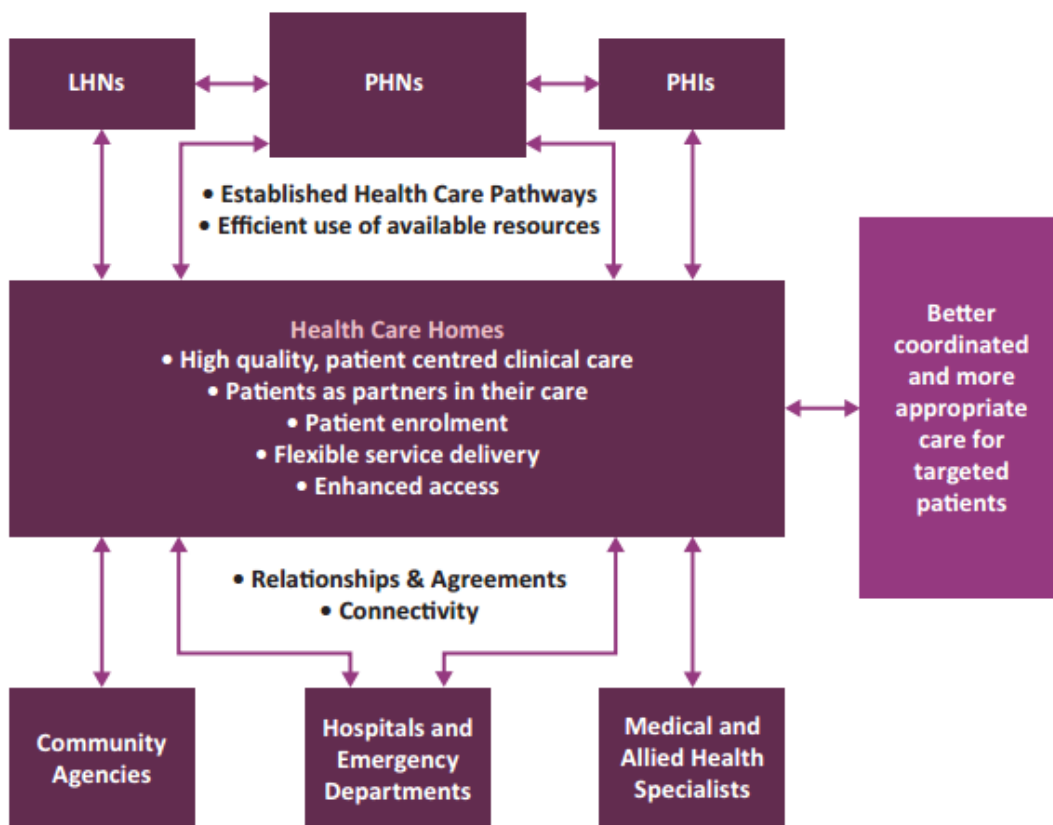 LHNs
PHNs
PHIs
• Established Health Care Pathways
• Efficient use of available resources
Health Care Homes
• High quality, patient centred clinical care
• Patients as partners in their care
• Patient enrolment
• Flexible service delivery
• Enhanced access
Better
coordinated
and more
appropriate
care for
targeted
patients
• Relationships & Agreements
• Connectivity
Community
Agencies
Hospitals and
Emergency
Departments
Medical and
Allied Health
Specialists